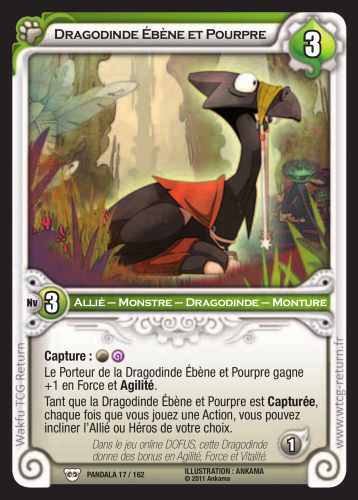 Dragodinde Ébène et Pourpre
3
Nv 3
Allié – Monstre – Dragodinde – Monture
Capture :
Le Porteur de la Dragodinde Ébène et Pourpre gagne
+1 en Force et Agilité.
Tant que la Dragodinde Ébène et Pourpre est Capturée,
chaque fois que vous jouez une Action, vous pouvez
incliner l'Allié ou Héros de votre choix.
Dans le jeu online DOFUS, cette Dragodinde
donne des bonus en Agilité, Force et Vitalité.
1
PANDALA 17 / 162
ILLUSTRATION : ANKAMA
© 2011 Ankama
Wakfu TCG Return
www.wtcg-return.fr